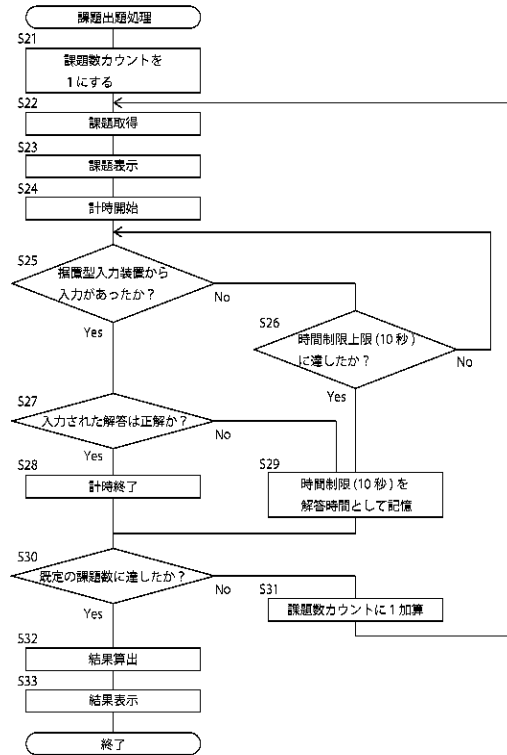 課題出題処理
S21
課題数カウントを
1にする
S22
課題取得
S23
課題表示
S24
計時開始
S25
据置型入力装置から
入力があったか？
No
Yes
S26
時間制限上限(10秒)
に達したか？
No
Yes
S27
入力された解答は正解か？
No
Yes
S28
計時終了
S29
時間制限(10秒)を
解答時間として記憶
S30
既定の課題数に達したか？
No
Yes
S31
課題数カウントに1加算
S32
結果算出
S33
結果表示
終了